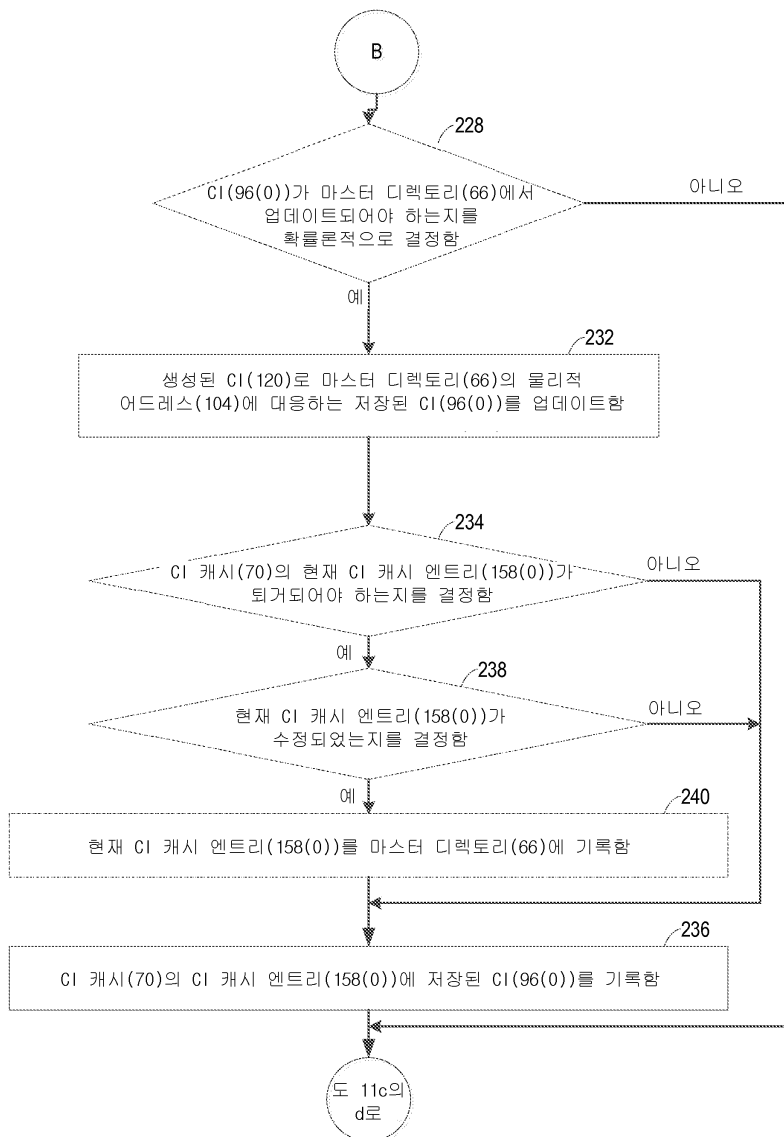 B
228
CI(96(0))가 마스터 디렉토리(66)에서
업데이트되어야 하는지를
확률론적으로 결정함
아니오
예
232
생성된 CI(120)로 마스터 디렉토리(66)의 물리적
어드레스(104)에 대응하는 저장된 CI(96(0))를 업데이트함
234
CI 캐시(70)의 현재 CI 캐시 엔트리(158(0))가
퇴거되어야 하는지를 결정함
아니오
예
238
현재 CI 캐시 엔트리(158(0))가
수정되었는지를 결정함
아니오
예
240
현재 CI 캐시 엔트리(158(0))를 마스터 디렉토리(66)에 기록함
236
CI 캐시(70)의 CI 캐시 엔트리(158(0))에 저장된 CI(96(0))를 기록함
도 11c의
d로